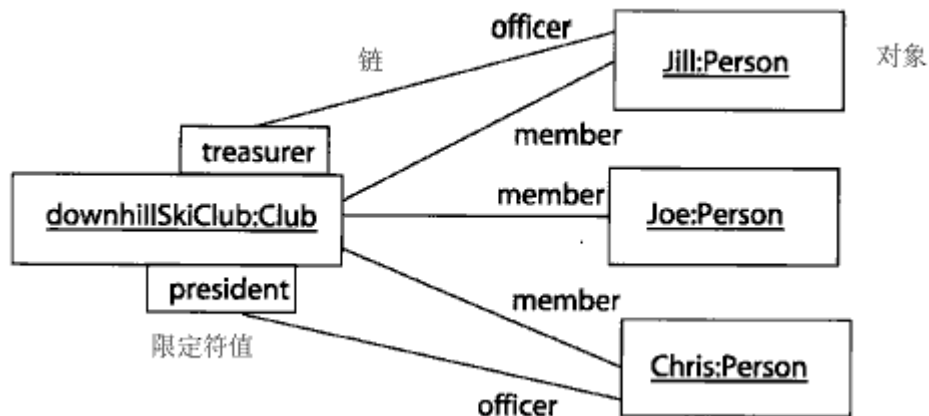 officer
链
Jill:Person
对象
member
treasurer
member
downhillSkiClub:Club
Joe:Person
president
member
限定符值
Chris:Person
officer